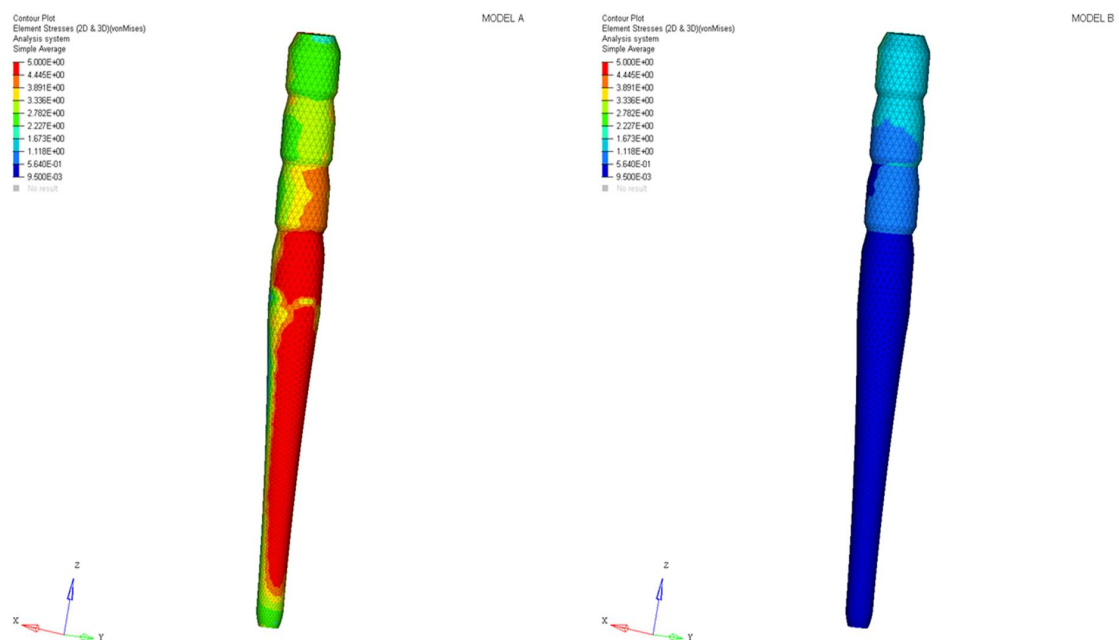 Contour Plot
Element Stresses (2D & 3D)(vonMises)
Analysis system
Simple Average
5.000E+00
4.445E+00
3.891E+00
3.336E+00
2.782E+00
2.227E+00
1.673E+00
1.118E+00
5.640E-01
9.500E-03
No result
MODEL A
Z
X
Y
Contour Plot
Element Stresses (2D & 3D)(vonMises)
Analysis system
Simple Average
5.000E+00
4.445E+00
3.891E+00
3.336E+00
2.782E+00
2.227E+00
1.673E+00
1.118E+00
5.640E-01
9.500E-03
No result
MODEL B
Z
X
Y